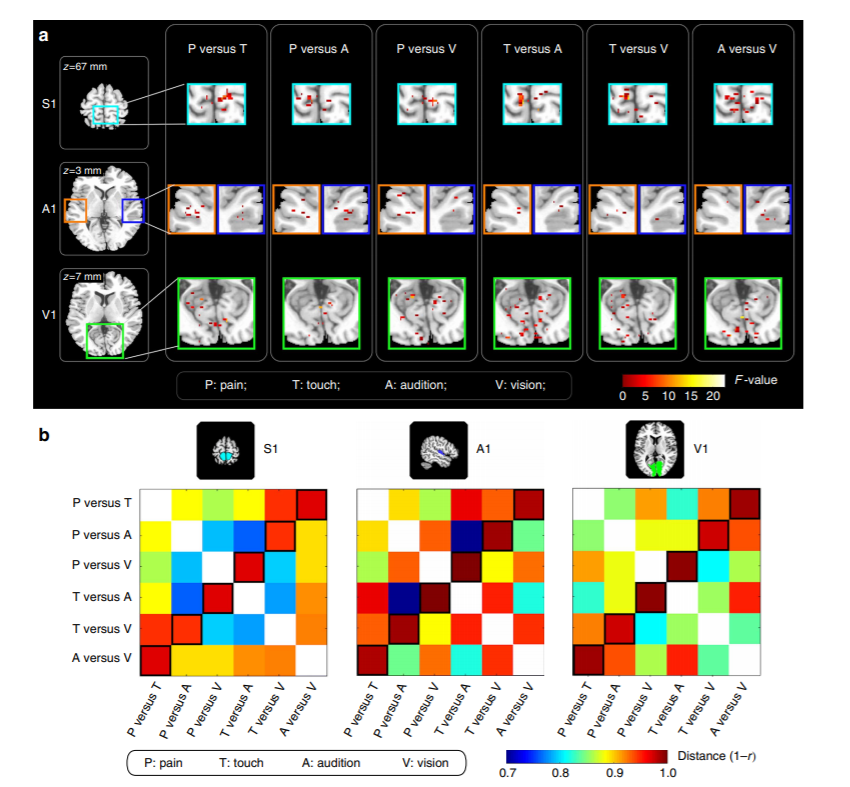 a
P versus T P versus A P versus V T versus A T versus V A versus V
z=67 mm
S1
z=3 mm
A1
z=7 mm
V1
P: pain; T: touch; A: audition; V: vision;
F-value
0 5 10 15 20
b
S1 A1 V1
P versus T
P versus A
P versus V
T versus A
T versus V
A versus V
P versus T P versus A P versus V T versus A T versus V A versus V
P versus T P versus A P versus V T versus A T versus V A versus V
P versus T P versus A P versus V T versus A T versus V A versus V
P: pain T: touch A: audition V: vision
Distance (1–r)
0.7 0.8 0.9 1.0